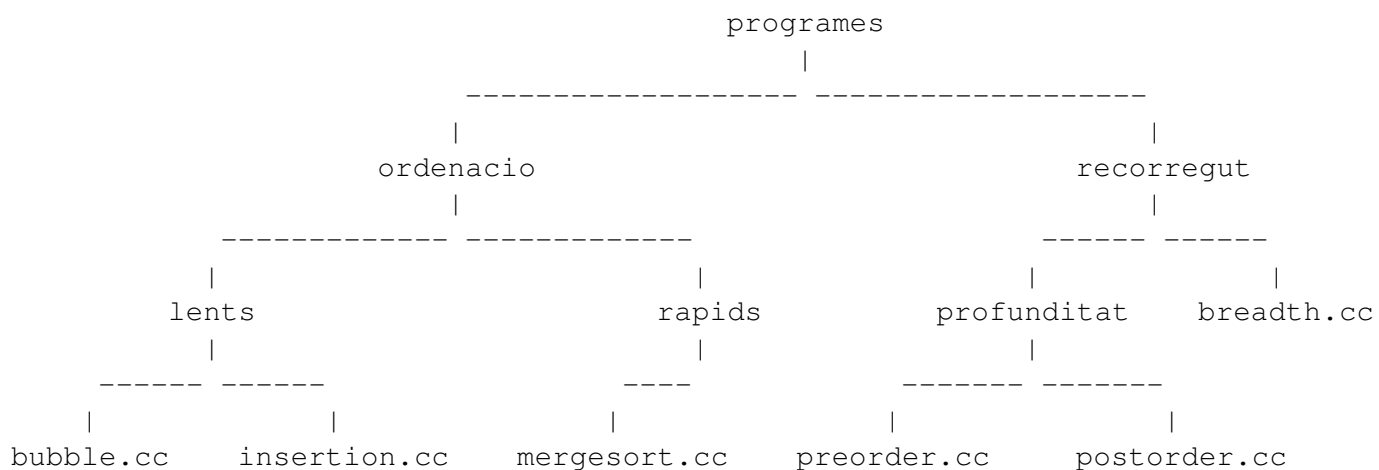 programes
|
------------------- -------------------
| |
ordenacio recorregut
| |
------------- ------------- ------ ------
| | | |
lents rapids profunditat breadth.cc
| | |
------ ------ ---- ------- -------
| | | | |
bubble.cc insertion.cc mergesort.cc preorder.cc postorder.cc